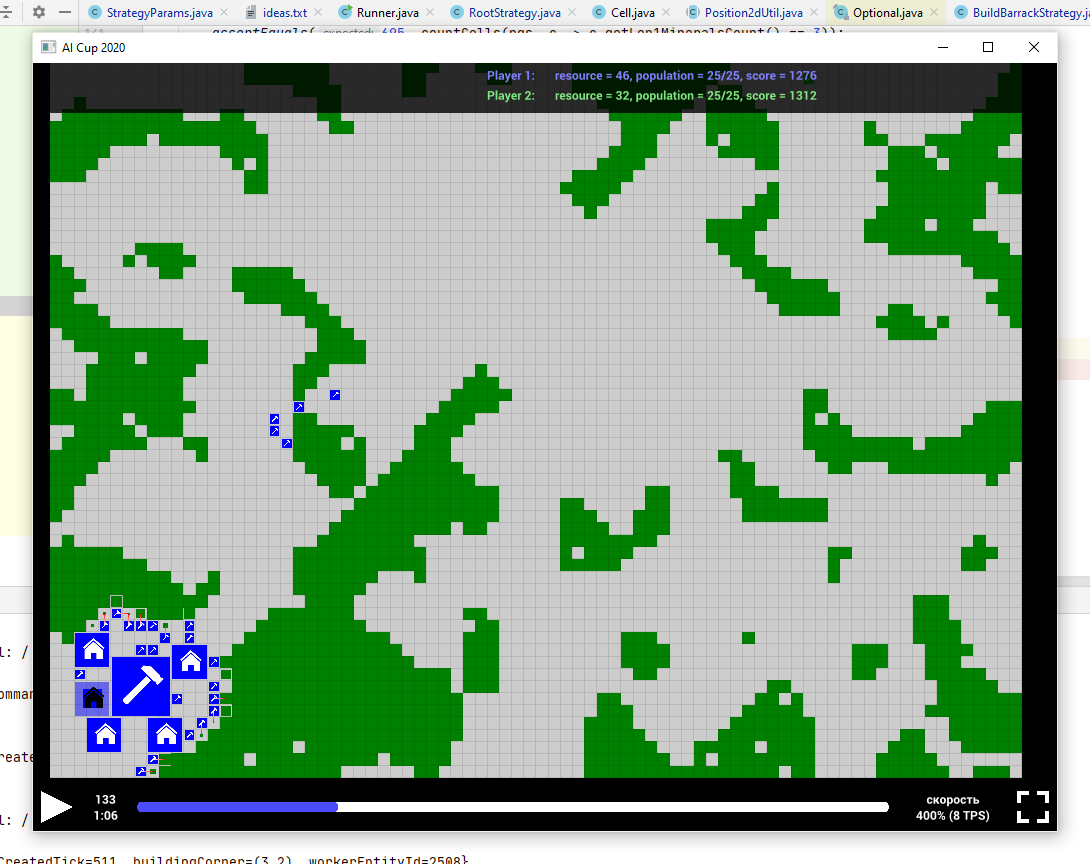 StrategyParams.java
ideas.txt
Runner.java
RootStrategy.java
Cell.java
Position2dUtil.java
Optional.java
BuildBarrackStrategy.ja
AI Cup 2020
Player 1: resource = 46, population = 25/25, score = 1276
Player 2: resource = 32, population = 25/25, score = 1312
l: /
omman
reate
133
1:06
скорость
400% (8 TPS)
l: /
CreatedTick=511, buildingCorner=(3,2), workerEntityId=2508}